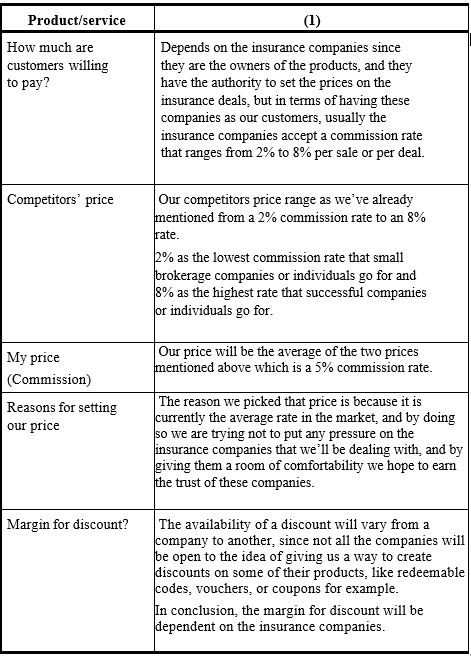 Product/service
(1)
How much are
customers willing
to pay?
Depends on the insurance companies since
they are the owners of the products, and they
have the authority to set the prices on the
insurance deals, but in terms of having these
companies as our customers, usually the
insurance companies accept a commission rate
that ranges from 2% to 8% per sale or per deal.
Competitors’ price
Our competitors price range as we’ve already
mentioned from a 2% commission rate to an 8%
rate.
2% as the lowest commission rate that small
brokerage companies or individuals go for and
8% as the highest rate that successful companies
or individuals go for.
My price
(Commission)
Our price will be the average of the two prices
mentioned above which is a 5% commission rate.
Reasons for setting
our price
The reason we picked that price is because it is
currently the average rate in the market, and by doing
so we are trying not to put any pressure on the
insurance companies that we’ll be dealing with, and by
giving them a room of comfortability we hope to earn
the trust of these companies.
Margin for discount?
The availability of a discount will vary from a
company to another, since not all the companies will
be open to the idea of giving us a way to create
discounts on some of their products, like redeemable
codes, vouchers, or coupons for example.
In conclusion, the margin for discount will be
dependent on the insurance companies.